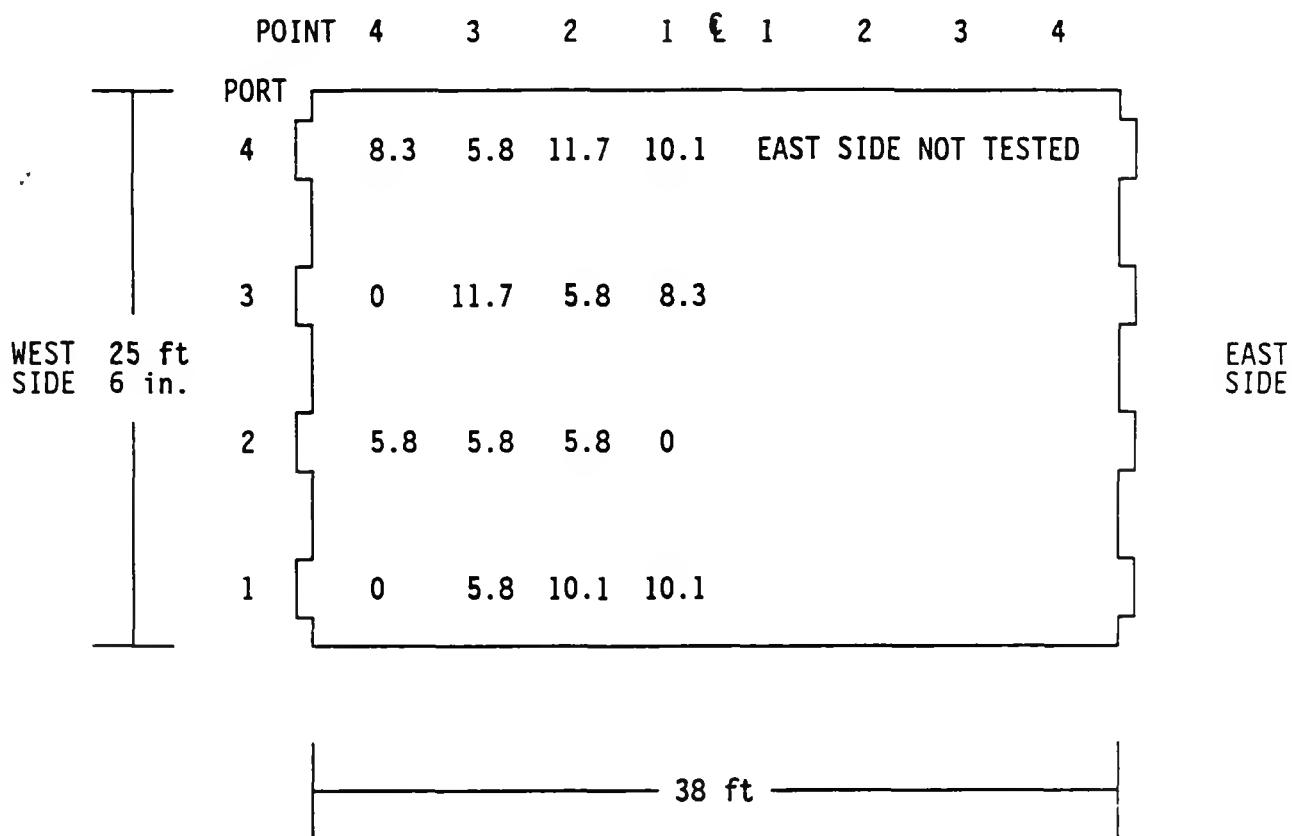 POINT 4 3 2 1 ℄ 1 2 3 4
PORT
4 8.3 5.8 11.7 10.1 EAST SIDE NOT TESTED
3 0 11.7 5.8 8.3
WEST 25 ft EAST
SIDE 6 in. SIDE
2 5.8 5.8 5.8 0
1 0 5.8 10.1 10.1
38 ft